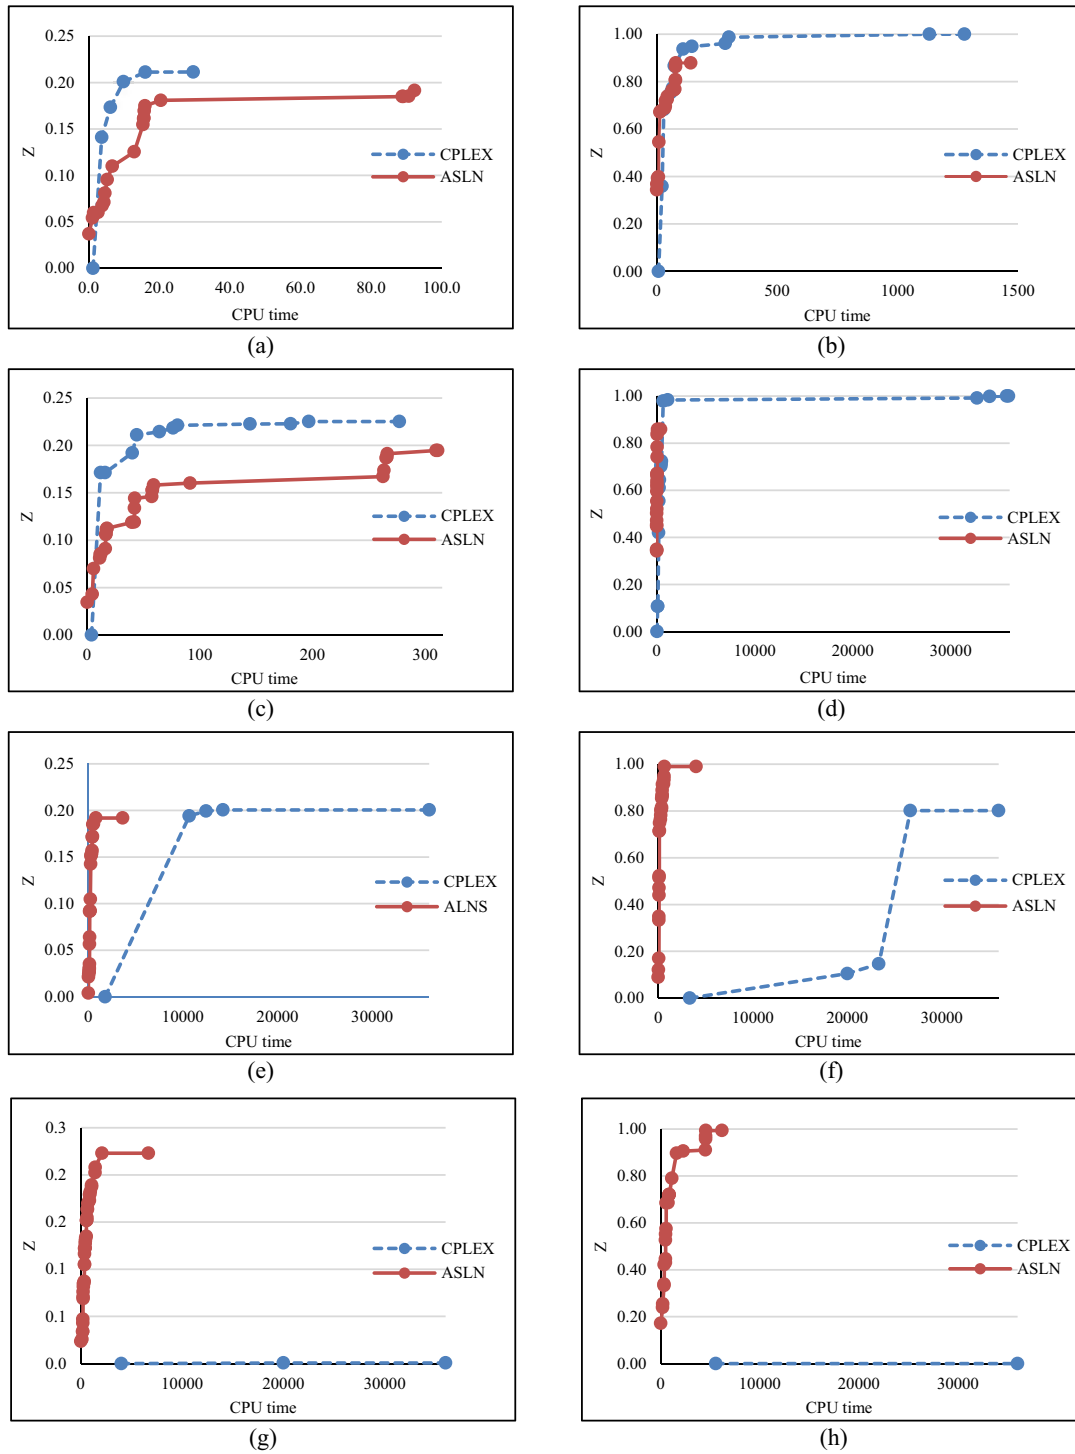 0.25
0.20
0.15
0.10
0.05
0.00
Z
0.0 20.0 40.0 60.0 80.0 100.0
CPU time
CPLEX
ASLN
(a)
1.00
0.80
0.60
0.40
0.20
0.00
Z
0 500 1000 1500
CPU time
CPLEX
ASLN
(b)
0.25
0.20
0.15
0.10
0.05
0.00
Z
0 100 200 300
CPU time
CPLEX
ASLN
(c)
1.00
0.80
0.60
0.40
0.20
0.00
Z
0 10000 20000 30000
CPU time
CPLEX
ASLN
(d)
0.25
0.20
0.15
0.10
0.05
0.00
Z
0 10000 20000 30000
CPU time
CPLEX
ALNS
(e)
1.00
0.80
0.60
0.40
0.20
0.00
Z
0 10000 20000 30000
CPU time
CPLEX
ASLN
(f)
0.3
0.2
0.2
0.1
0.1
0.0
Z
0 10000 20000 30000
CPU time
CPLEX
ASLN
(g)
1.00
0.80
0.60
0.40
0.20
0.00
Z
0 10000 20000 30000
CPU time
CPLEX
ASLN
(h)